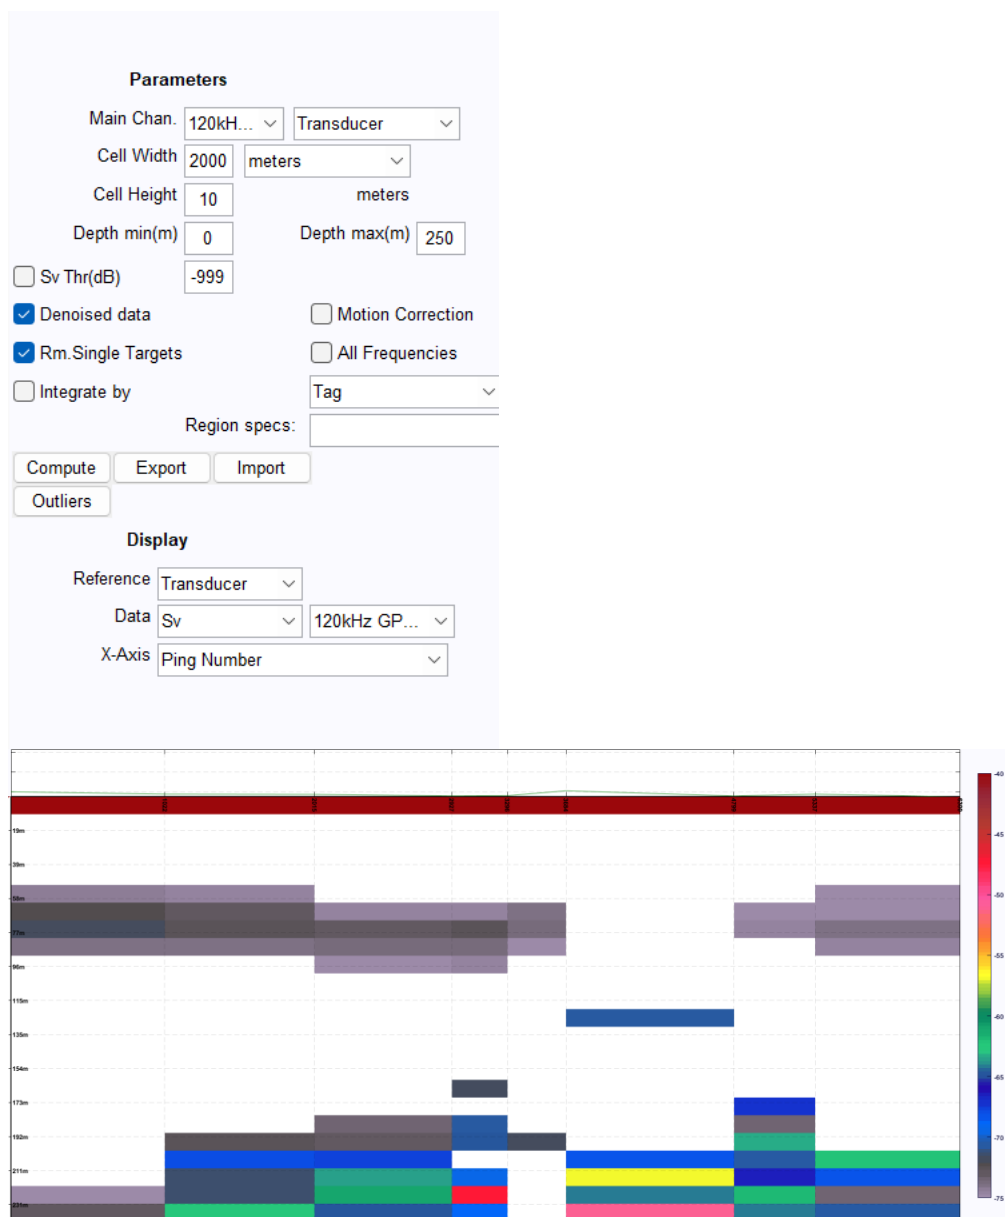 Parameters
Main Chan. 120kH... Transducer
Cell Width 2000 meters
Cell Height 10 meters
Depth min(m) 0 Depth max(m) 250
Sv Thr(dB) -999
Denoised data Motion Correction
Rm.Single Targets All Frequencies
Integrate by Tag
Region specs:
Compute Export Import
Outliers
Display
Reference Transducer
Data Sv 120kHz GP...
X-Axis Ping Number
-40
19m
-45
39m
-50
58m
77m
-55
96m
115m
-60
135m
154m
-65
173m
192m
-70
211m
-75
231m